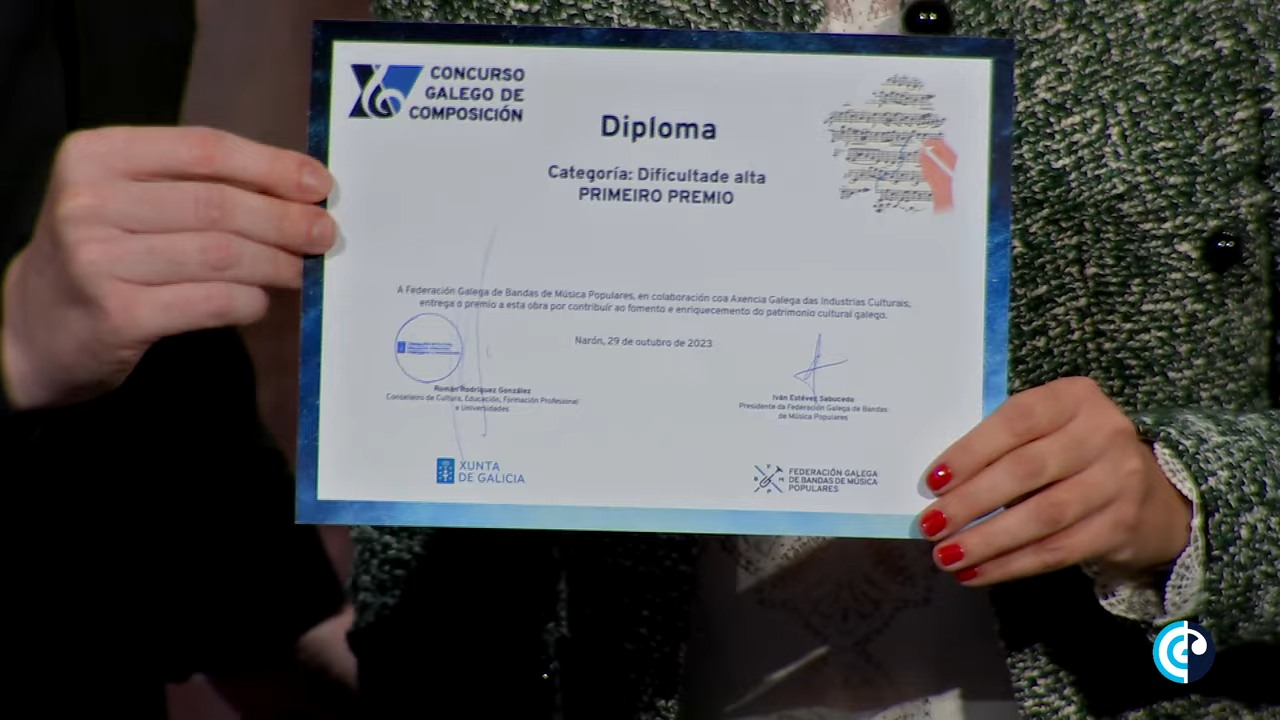 CONCURSO
GALEGO DE
COMPOSICIÓN
Diploma
Categoría: Dificultade alta
PRIMEIRO PREMIO
A Federación Galega de Bandas de Música Populares, en colaboración coa Axencia Galega das Industrias Culturais,
entrega o premio a esta obra por contribuír ao fomento e enriquecemento do patrimonio cultural galego.
Narón, 29 de outubro de 2023
Román Rodríguez González
Conselleiro de Cultura, Educación, Formación Profesional
e Universidades
Iván Estévez Sabucedo
Presidente da Federación Galega de Bandas
de Música Populares
XUNTA
DE GALICIA
FEDERACIÓN GALEGA
DE BANDAS DE MÚSICA
POPULARES